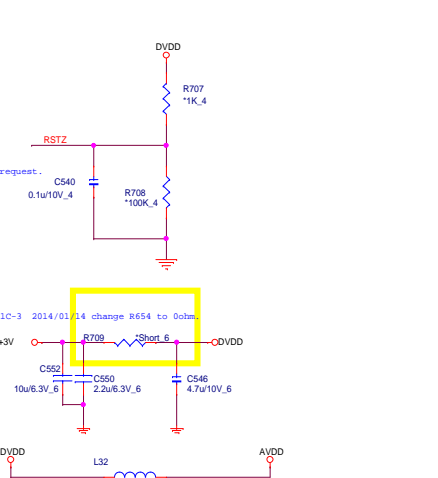 DVDD
R707
*1K_4
RSTZ
request.
C540
0.1u/10V_4
R708
*100K_4
1C-3 2014/01/14 change R654 to 0ohm.
+3V
R709
*Short_6
DVDD
C552
10u/6.3V_6
C550
2.2u/6.3V_6
C546
4.7u/10V_6
DVDD
L32
AVDD